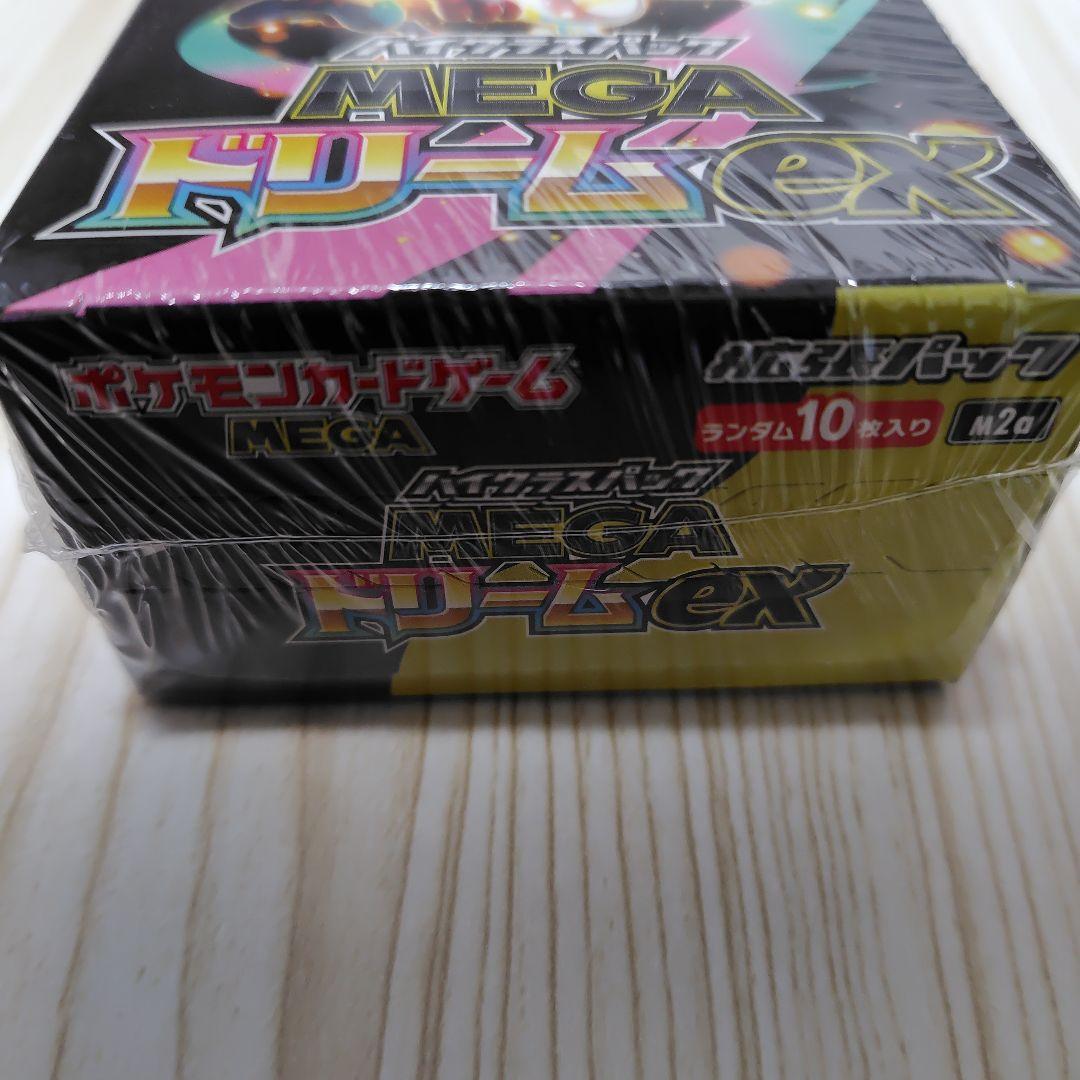 ハイクラスパック
MEGA
ドリームex
ポケモンカードゲーム
MEGA
拡張パック
ランダム10枚入り
M2a
ハイクラスパック
MEGA
ドリームex